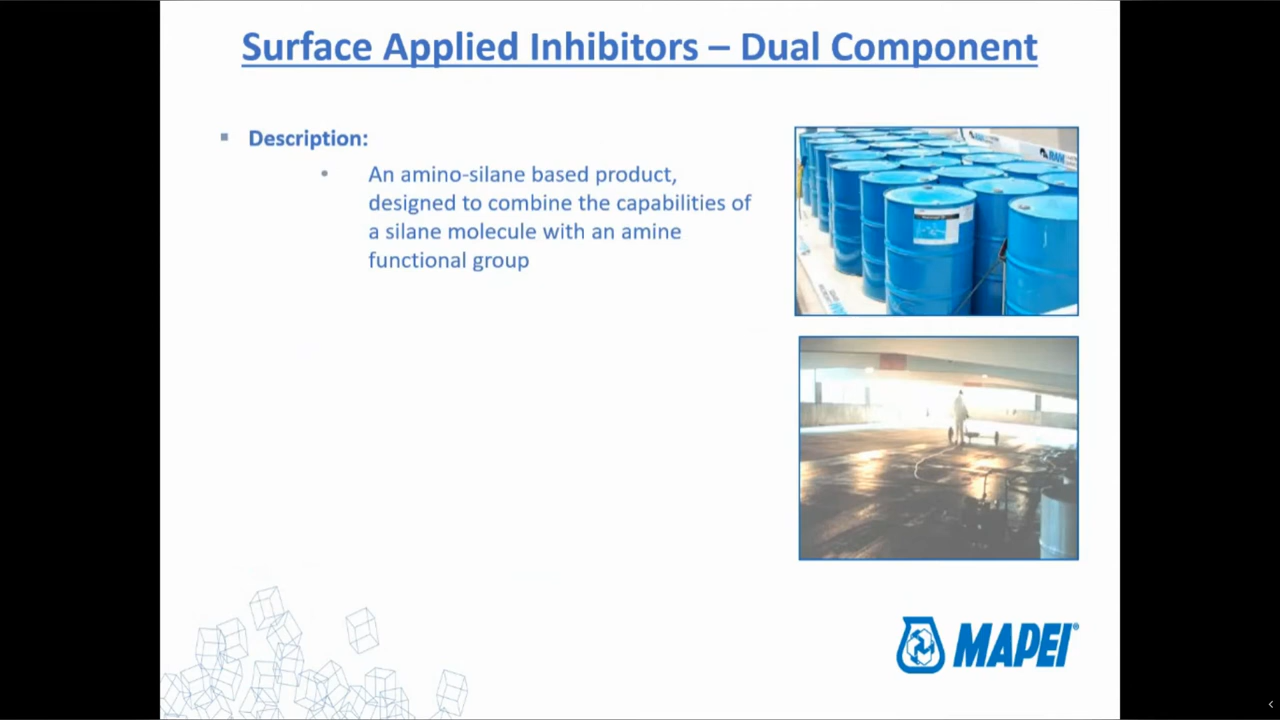 Surface Applied Inhibitors – Dual Component
Description:
An amino-silane based product,
designed to combine the capabilities of
a silane molecule with an amine
functional group
RAM
MAPEI®